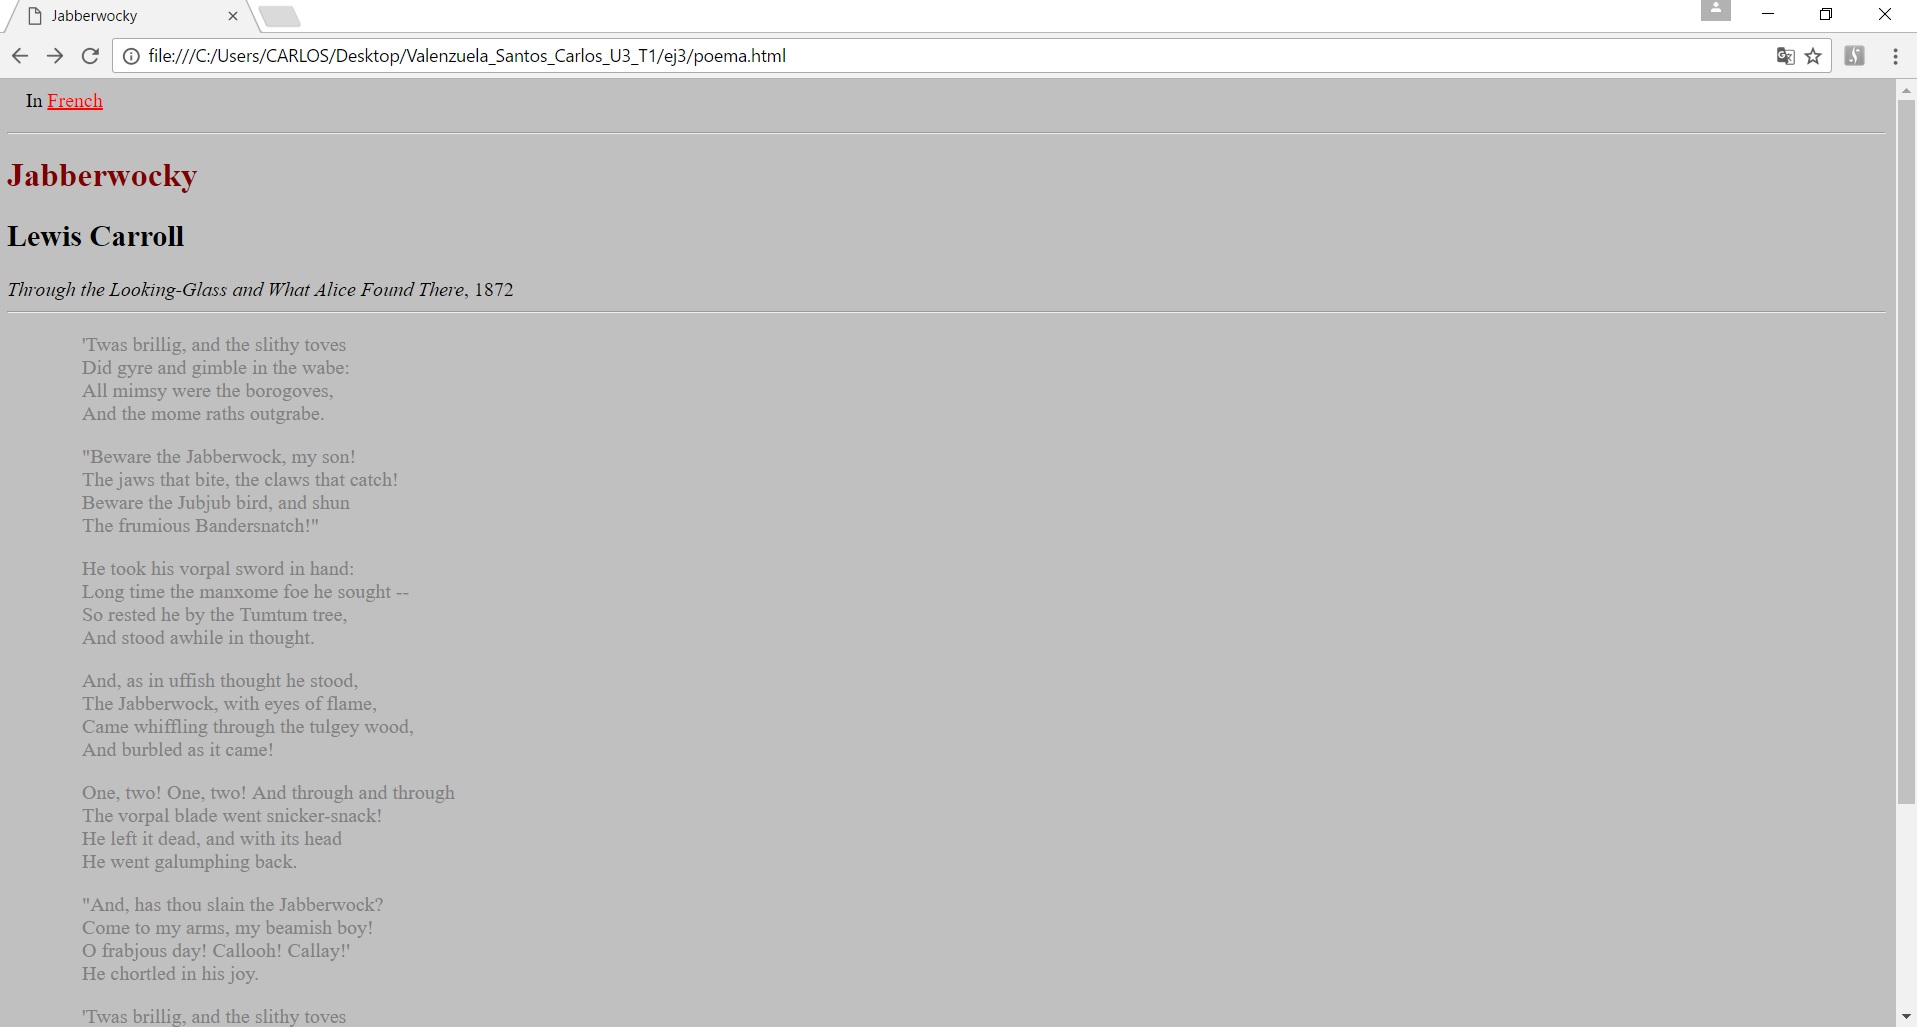 Jabberwocky
file:///C:/Users/CARLOS/Desktop/Valenzuela_Santos_Carlos_U3_T1/ej3/poema.html
In French
Jabberwocky
Lewis Carroll
Through the Looking-Glass and What Alice Found There, 1872
'Twas brillig, and the slithy toves
Did gyre and gimble in the wabe:
All mimsy were the borogoves,
And the mome raths outgrabe.
"Beware the Jabberwock, my son!
The jaws that bite, the claws that catch!
Beware the Jubjub bird, and shun
The frumious Bandersnatch!"
He took his vorpal sword in hand:
Long time the manxome foe he sought --
So rested he by the Tumtum tree,
And stood awhile in thought.
And, as in uffish thought he stood,
The Jabberwock, with eyes of flame,
Came whiffling through the tulgey wood,
And burbled as it came!
One, two! One, two! And through and through
The vorpal blade went snicker-snack!
He left it dead, and with its head
He went galumphing back.
"And, has thou slain the Jabberwock?
Come to my arms, my beamish boy!
O frabjous day! Callooh! Callay!'
He chortled in his joy.
'Twas brillig, and the slithy toves